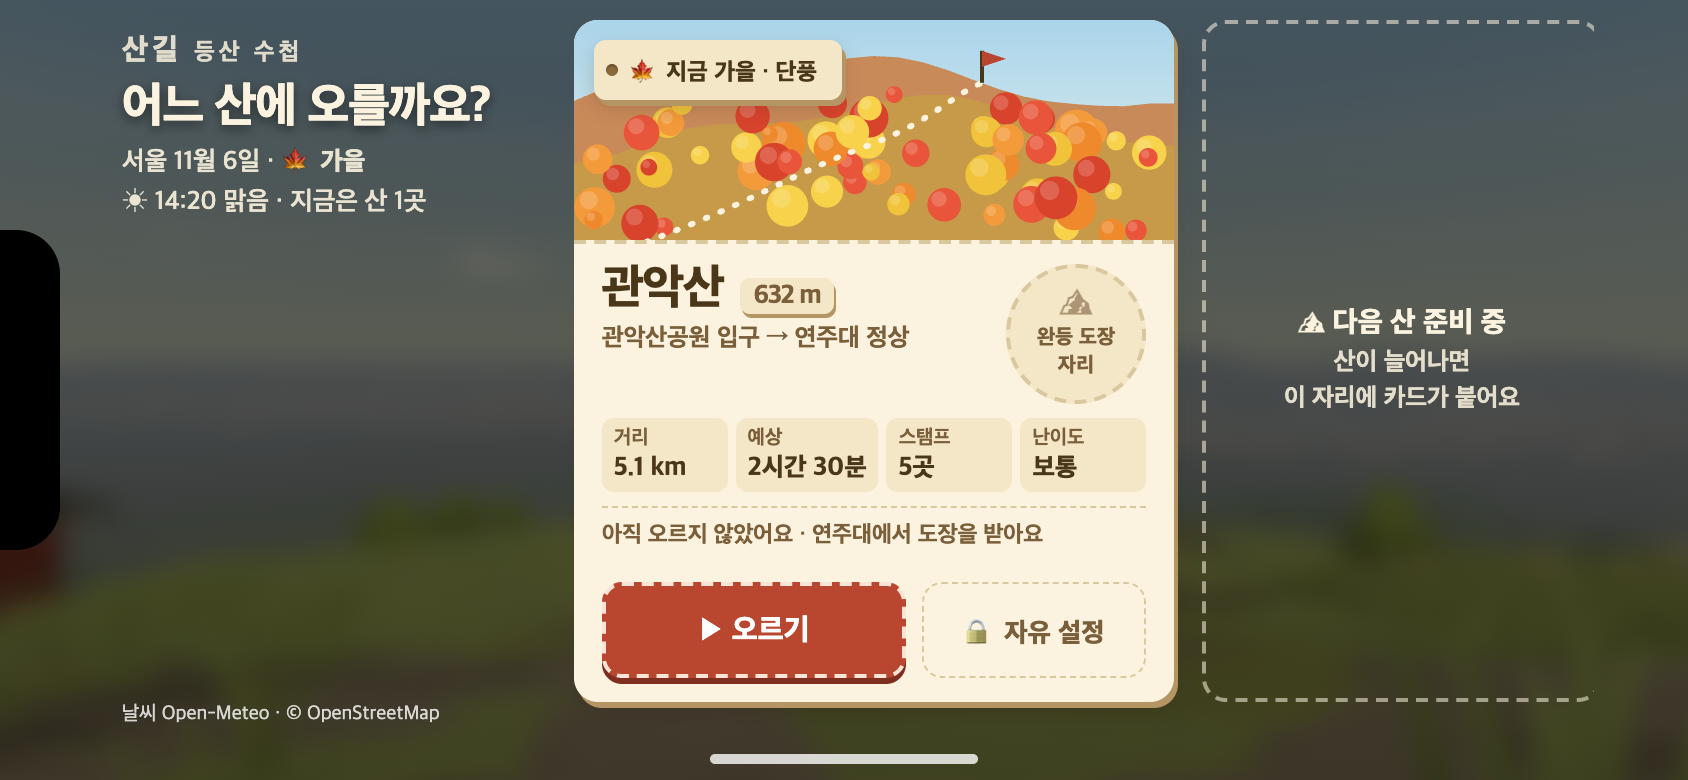 산길 등산 수첩
어느 산에 오를까요?
서울 11월 6일 · 🍁 가을
☀ 14:20 맑음 · 지금은 산 1곳
🍁 지금 가을 · 단풍
관악산 632 m
관악산공원 입구 → 연주대 정상
완등 도장
자리
거리
5.1 km
예상
2시간 30분
스탬프
5곳
난이도
보통
아직 오르지 않았어요 · 연주대에서 도장을 받아요
▶ 오르기
🔒 자유 설정
다음 산 준비 중
산이 늘어나면
이 자리에 카드가 붙어요
날씨 Open-Meteo · © OpenStreetMap